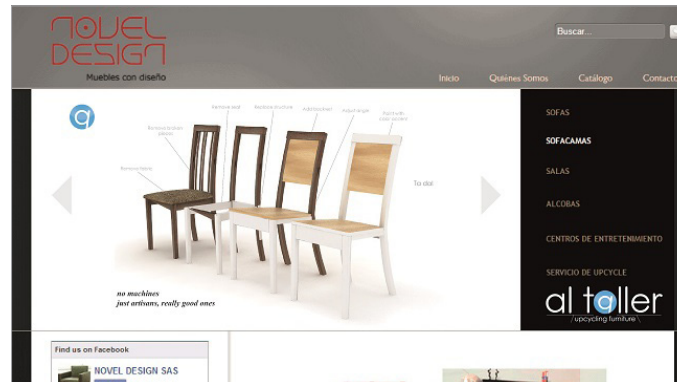 NOVEL
DESIGN
Muebles con diseño
Buscar...
Inicio Quiénes Somos Catálogo Contacto
a
Remove seat
To do!
no machines
just artisans, really good ones
SOFAS
SOFACAMAS
SALAS
ALCOBAS
CENTROS DE ENTRETENIMIENTO
SERVICIO DE UPCYCLE
al taller
upcycling furniture
Find us on Facebook
NOVEL DESIGN SAS